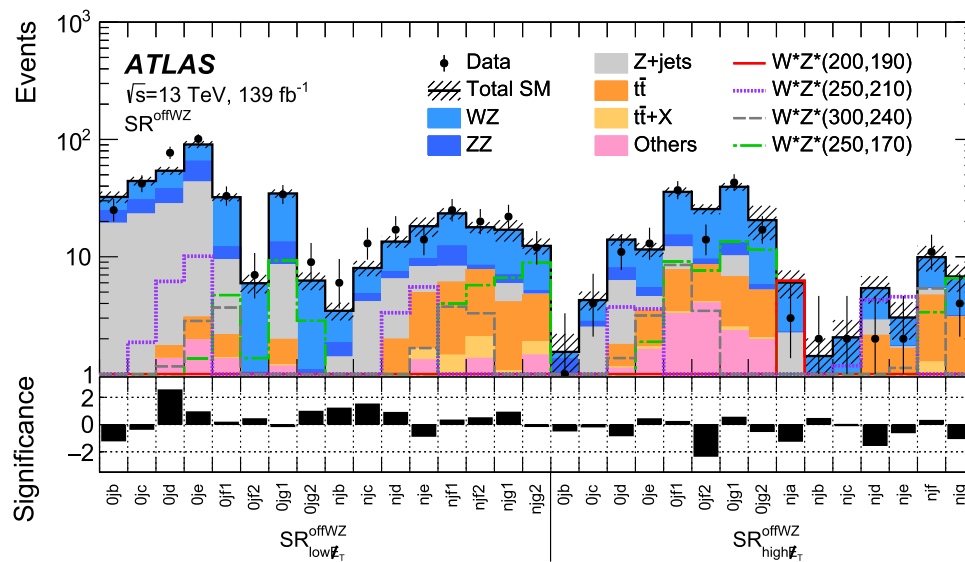 Events
10³
10²
10
1
ATLAS
√s=13 TeV, 139 fb⁻¹
SR^offWZ
Data
Total SM
WZ
ZZ
Z+jets
tt̄
tt̄+X
Others
W*Z*(200,190)
W*Z*(250,210)
W*Z*(300,240)
W*Z*(250,170)
Significance
2
0
−2
0jb 0jc 0jd 0je 0jf1 0jf2 0jg1 0jg2 njb njc njd nje njf1 njf2 njg1 njg2 0jb 0jc 0jd 0je 0jf1 0jf2 0jg1 0jg2 nja njb njc njd nje njf njg
SR^offWZ_lowE̸_T
SR^offWZ_highE̸_T